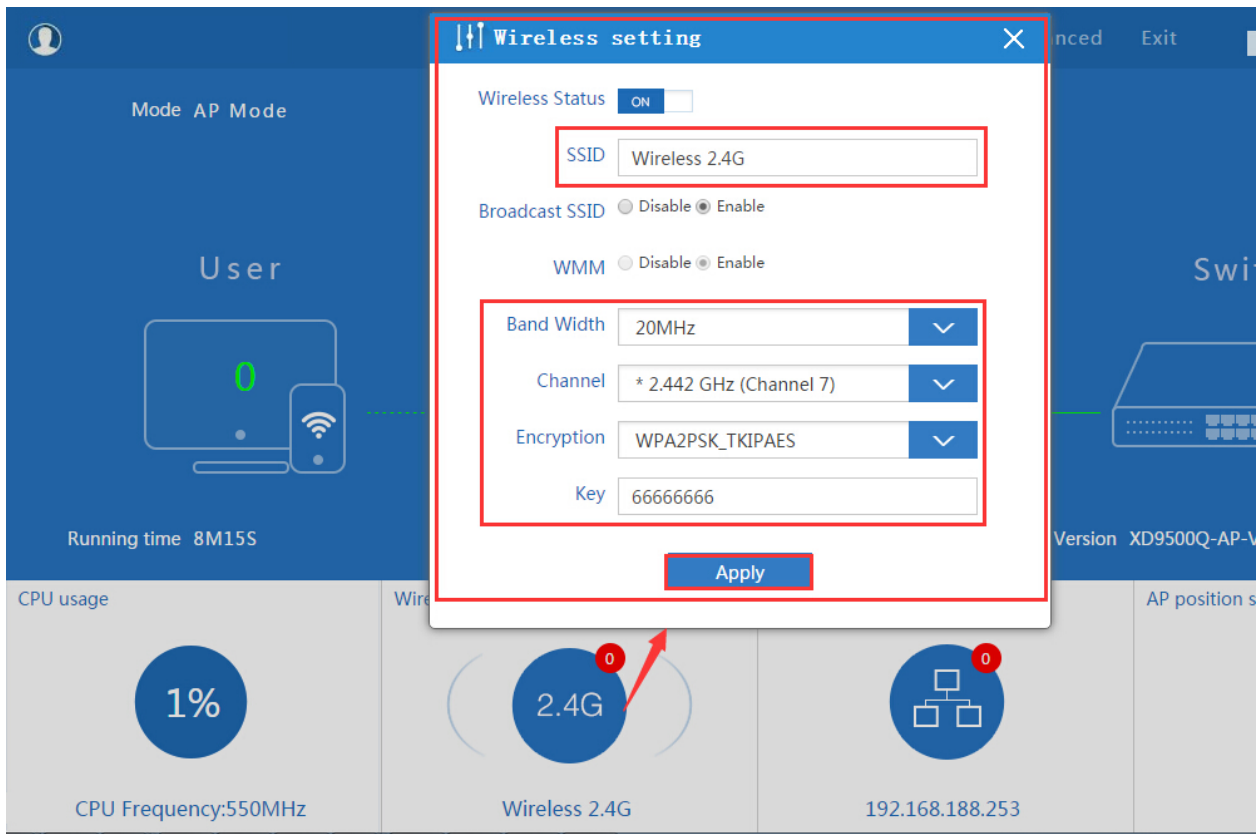 Wireless setting
Exit
Mode AP Mode
Wireless Status ON
SSID Wireless 2.4G
Broadcast SSID Disable Enable
WMM Disable Enable
User
0
Band Width 20MHz
Channel * 2.442 GHz (Channel 7)
Encryption WPA2PSK_TKIPAES
Key 66666666
Running time 8M15S
Version XD9500Q-AP-V
Apply
CPU usage
AP position s
1%
2.4G
0
0
CPU Frequency:550MHz
Wireless 2.4G
192.168.188.253